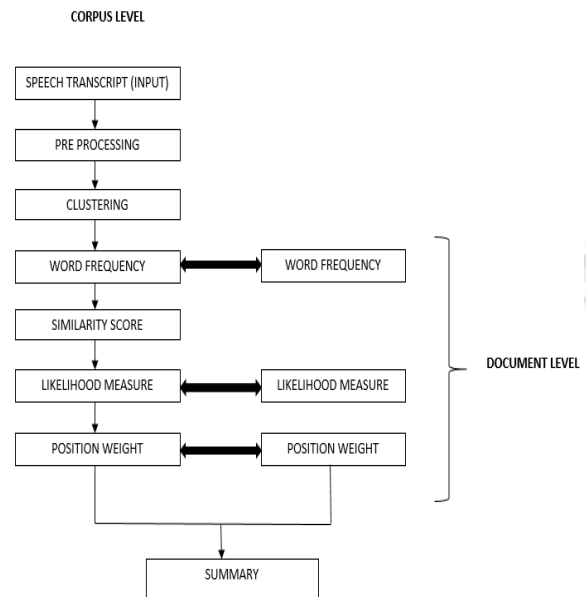 CORPUS LEVEL
SPEECH TRANSCRIPT (INPUT)
PRE PROCESSING
CLUSTERING
WORD FREQUENCY
WORD FREQUENCY
SIMILARITY SCORE
DOCUMENT LEVEL
LIKELIHOOD MEASURE
LIKELIHOOD MEASURE
POSITION WEIGHT
POSITION WEIGHT
SUMMARY